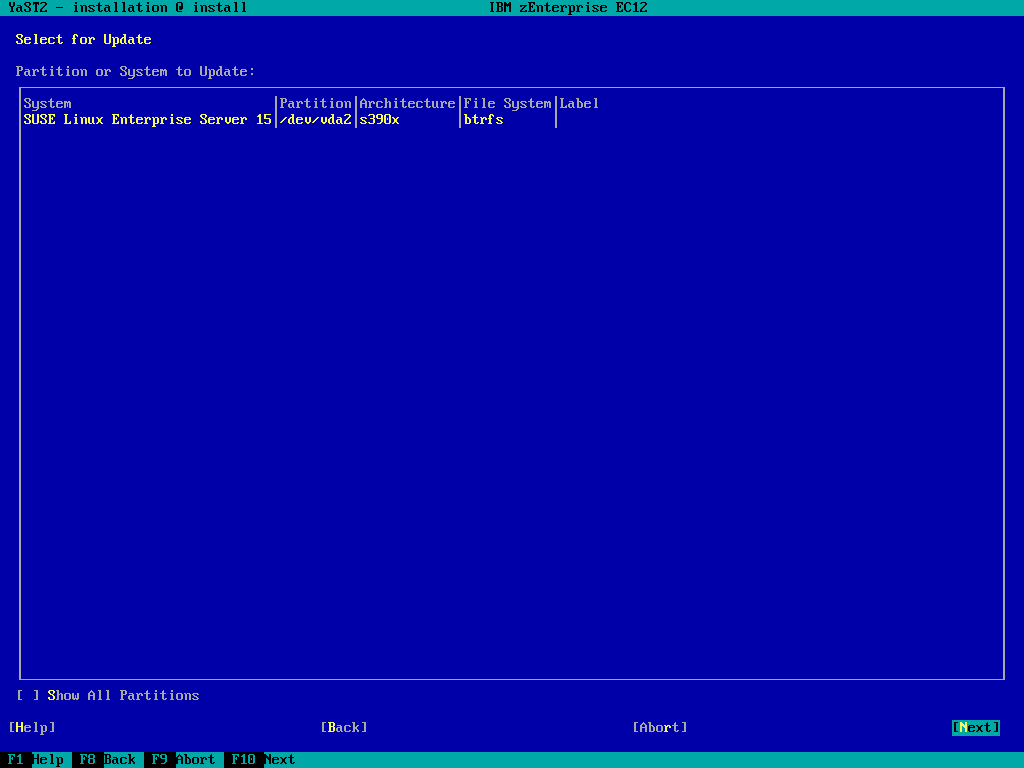 YaST2 - installation @ install IBM zEnterprise EC12
Select for Update
Partition or System to Update:
System |Partition|Architecture|File System|Label
SUSE Linux Enterprise Server 15|/dev/vda2|s390x |btrfs |
[ ] Show All Partitions
[Help] [Back] [Abort] [Next]
F1 Help F8 Back F9 Abort F10 Next